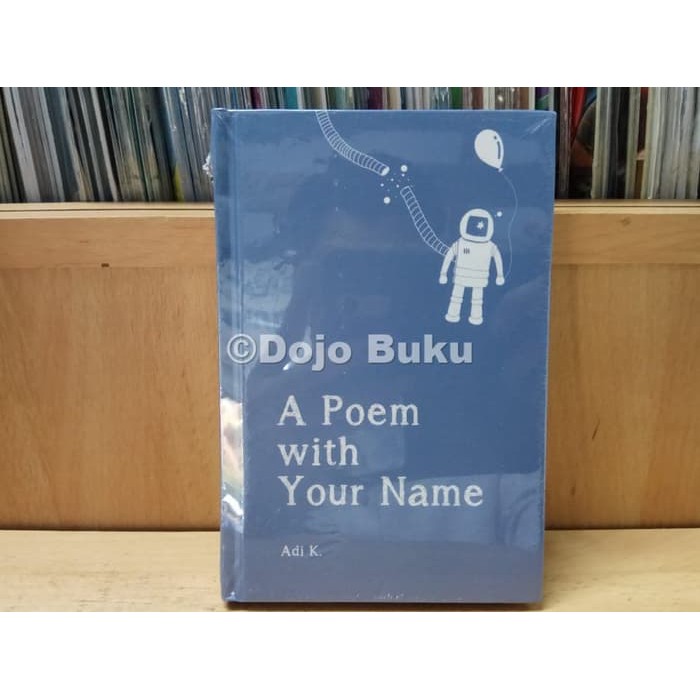 ©Dojo Buku
A Poem
with
Your Name
Adi K.